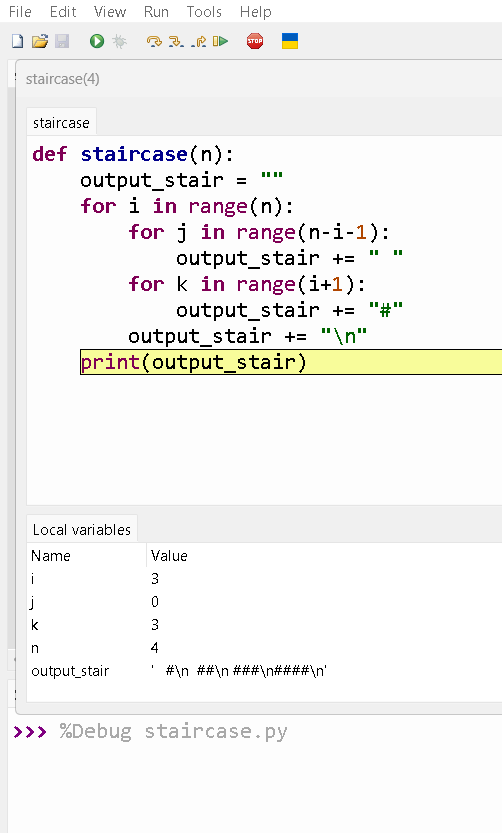 File Edit View Run Tools Help
STOP
staircase(4)
staircase
def staircase(n):
    output_stair = ""
    for i in range(n):
        for j in range(n-i-1):
            output_stair += " "
        for k in range(i+1):
            output_stair += "#"
        output_stair += "\n"
    print(output_stair)
Local variables
Name Value
i 3
j 0
k 3
n 4
output_stair '   #\n  ##\n ###\n####\n'
>>> %Debug staircase.py